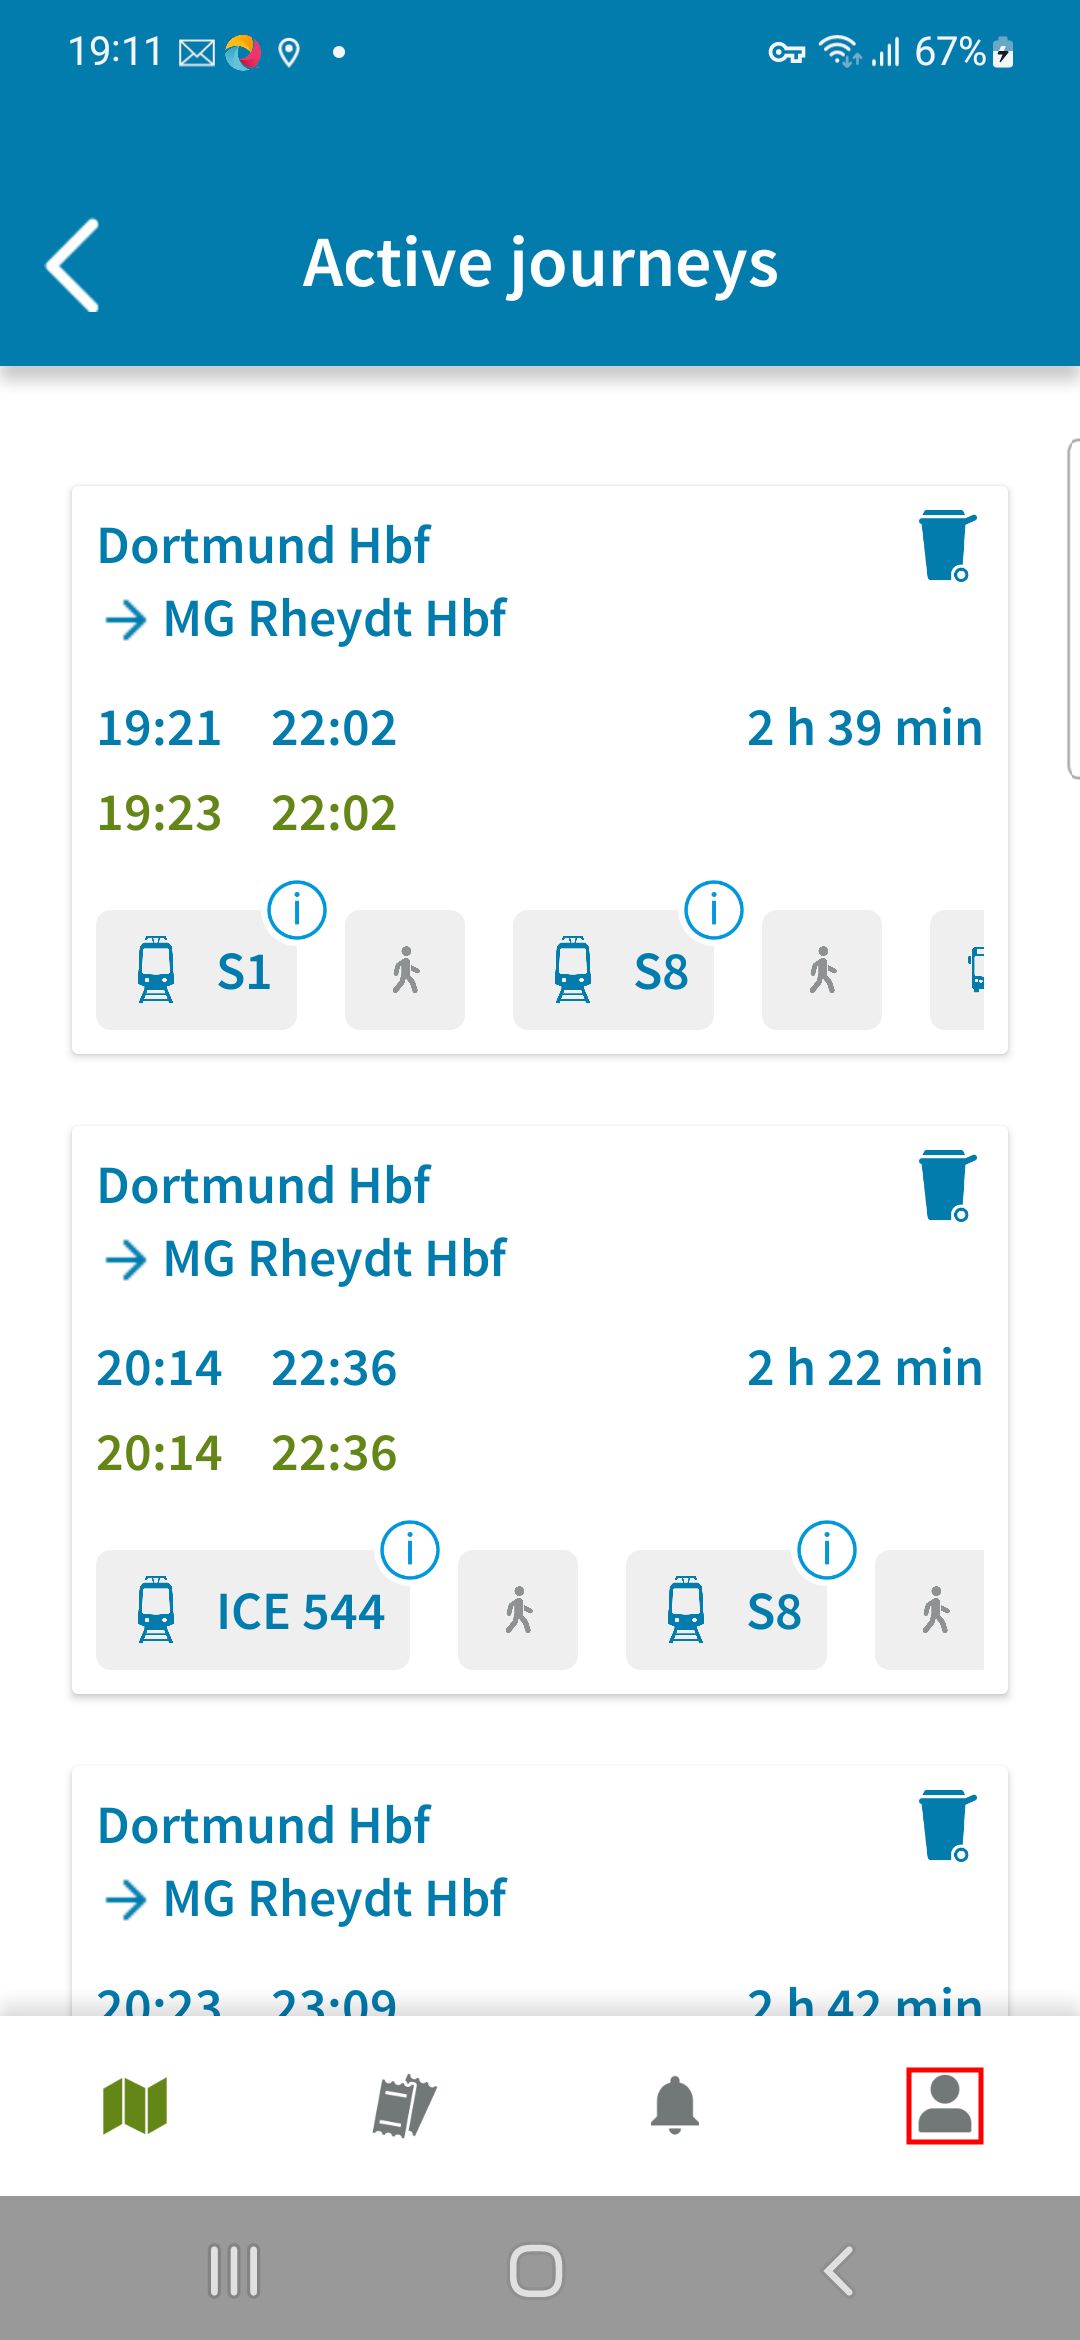 19:11 67%
Active journeys
Dortmund Hbf
→ MG Rheydt Hbf
19:21 22:02 2 h 39 min
19:23 22:02
S1 S8
Dortmund Hbf
→ MG Rheydt Hbf
20:14 22:36 2 h 22 min
20:14 22:36
ICE 544 S8
Dortmund Hbf
→ MG Rheydt Hbf
20:23 23:09 2 h 42 min